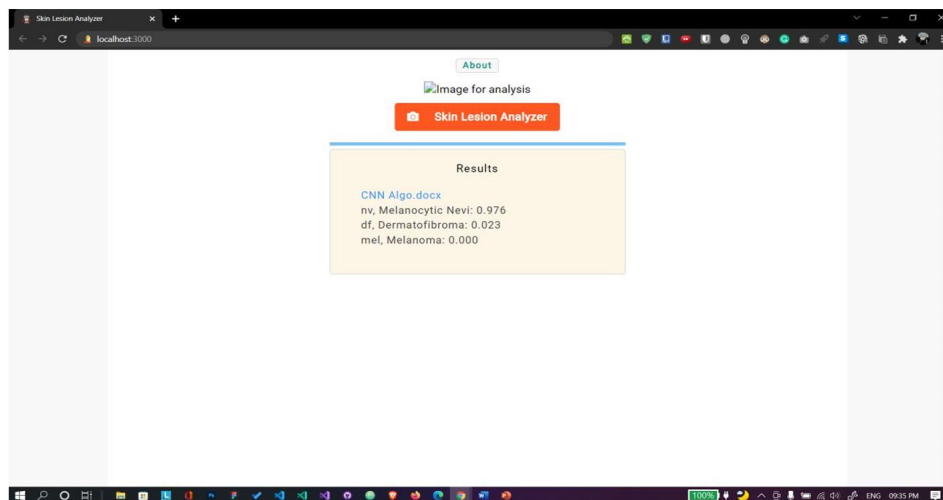 Skin Lesion Analyzer
localhost:3000
About
Image for analysis
Skin Lesion Analyzer
Results
CNN Algo.docx
nv, Melanocytic Nevi: 0.976
df, Dermatofibroma: 0.023
mel, Melanoma: 0.000
100%
ENG
09:35 PM